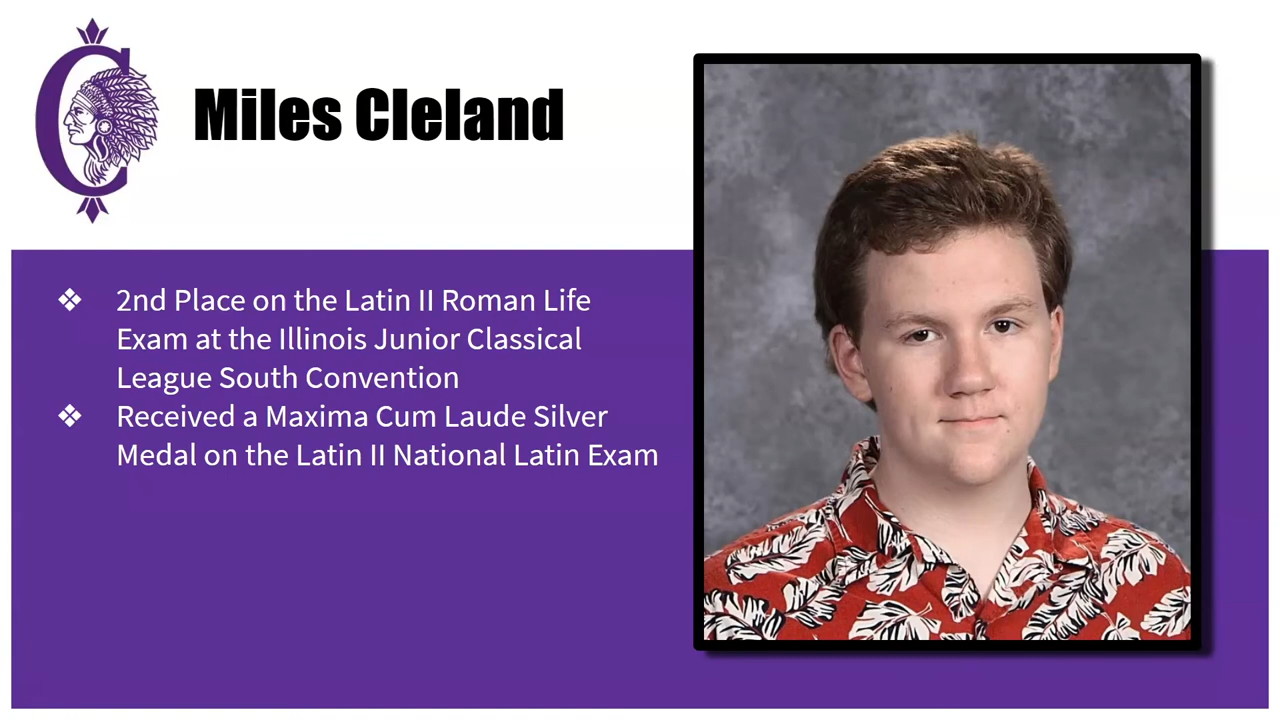 C
Miles Cleland
❖ 2nd Place on the Latin II Roman Life
Exam at the Illinois Junior Classical
League South Convention
❖ Received a Maxima Cum Laude Silver
Medal on the Latin II National Latin Exam